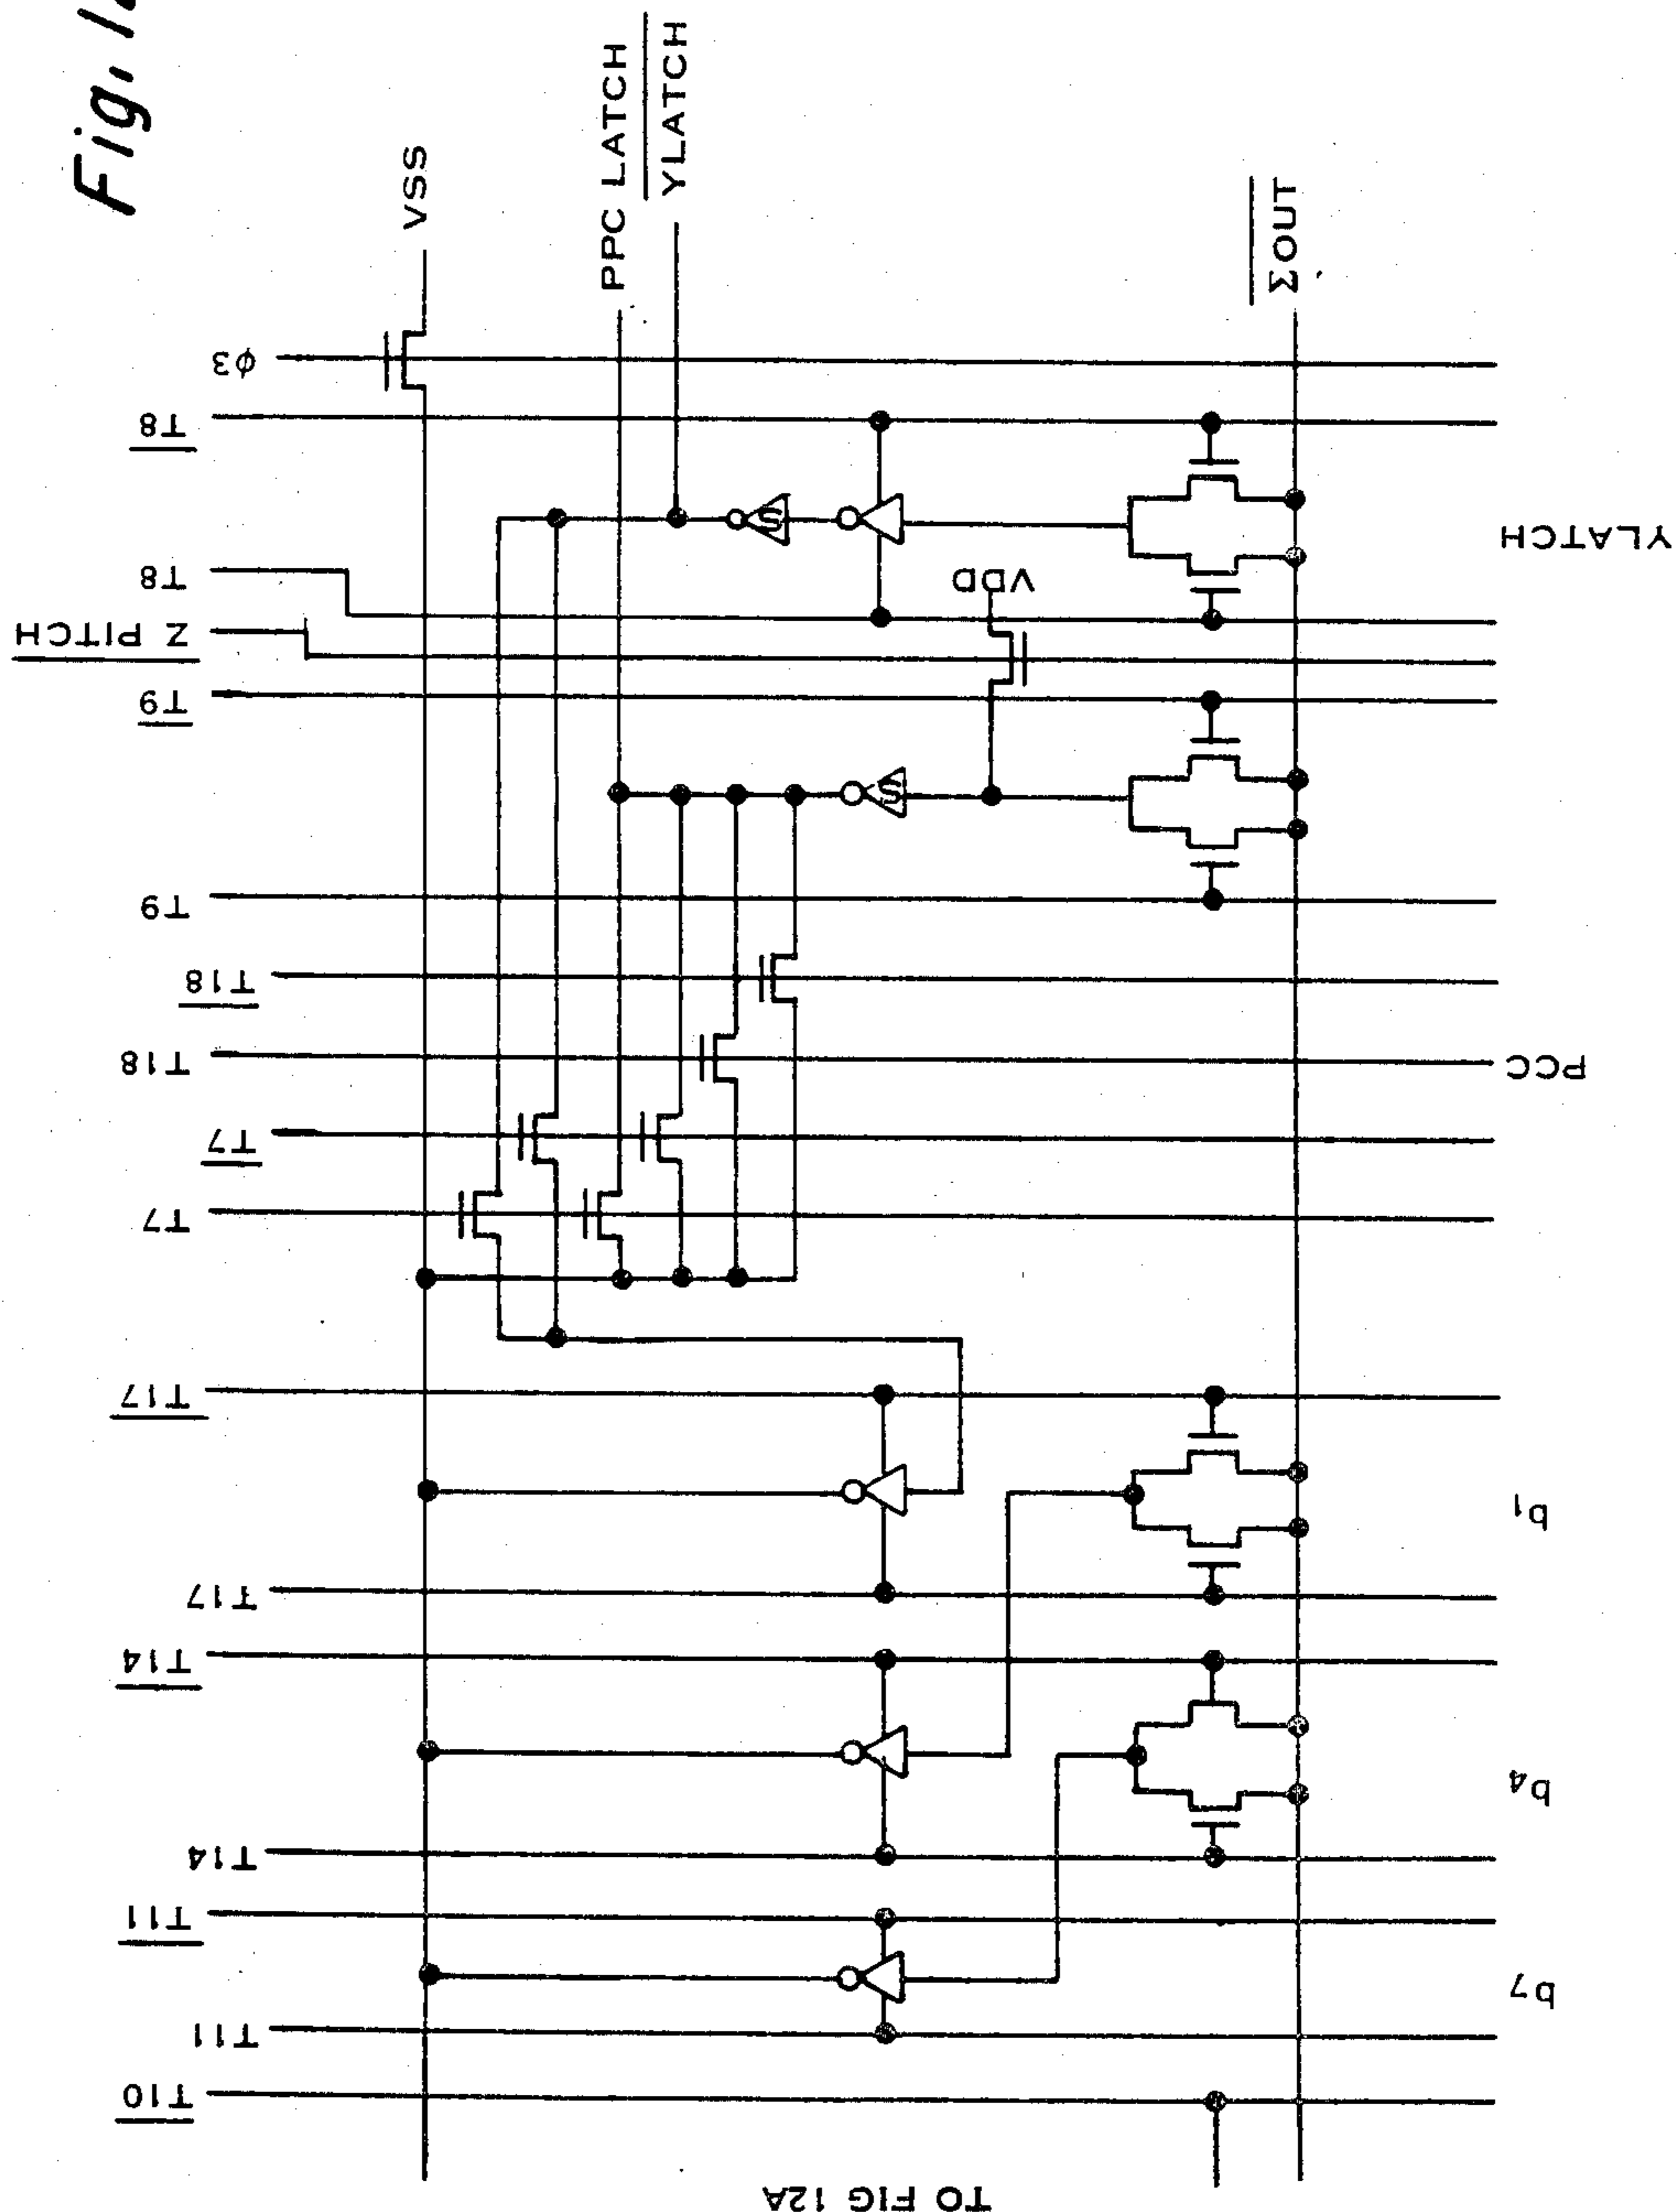 Fig.
VSS
PPC LATCH
YLATCH
ΣOUT
φ3
T8
T8
Z PITCH
T9
T9
T18
T18
T7
T7
T17
T17
T14
T14
T11
T11
T10
VDD
S
S
YLATCH
PCC
b1
b4
b7
TO FIG 12A